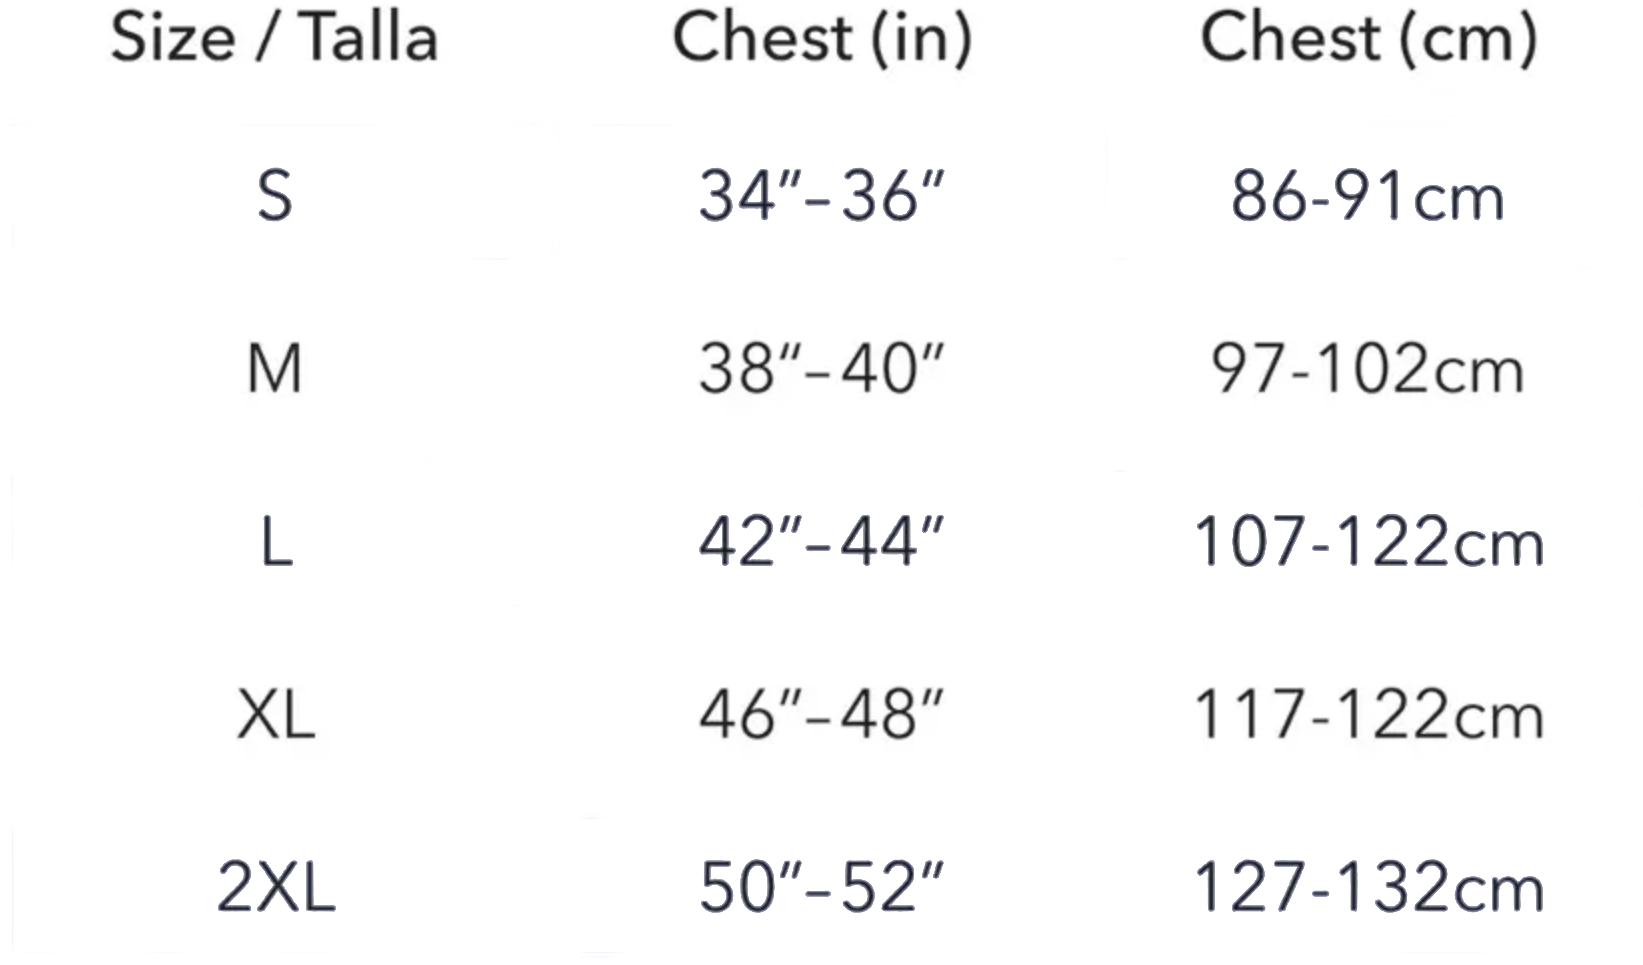 Size / Talla Chest (in) Chest (cm)
S 34”–36” 86-91cm
M 38”–40” 97-102cm
L 42”–44” 107-122cm
XL 46”–48” 117-122cm
2XL 50”–52” 127-132cm